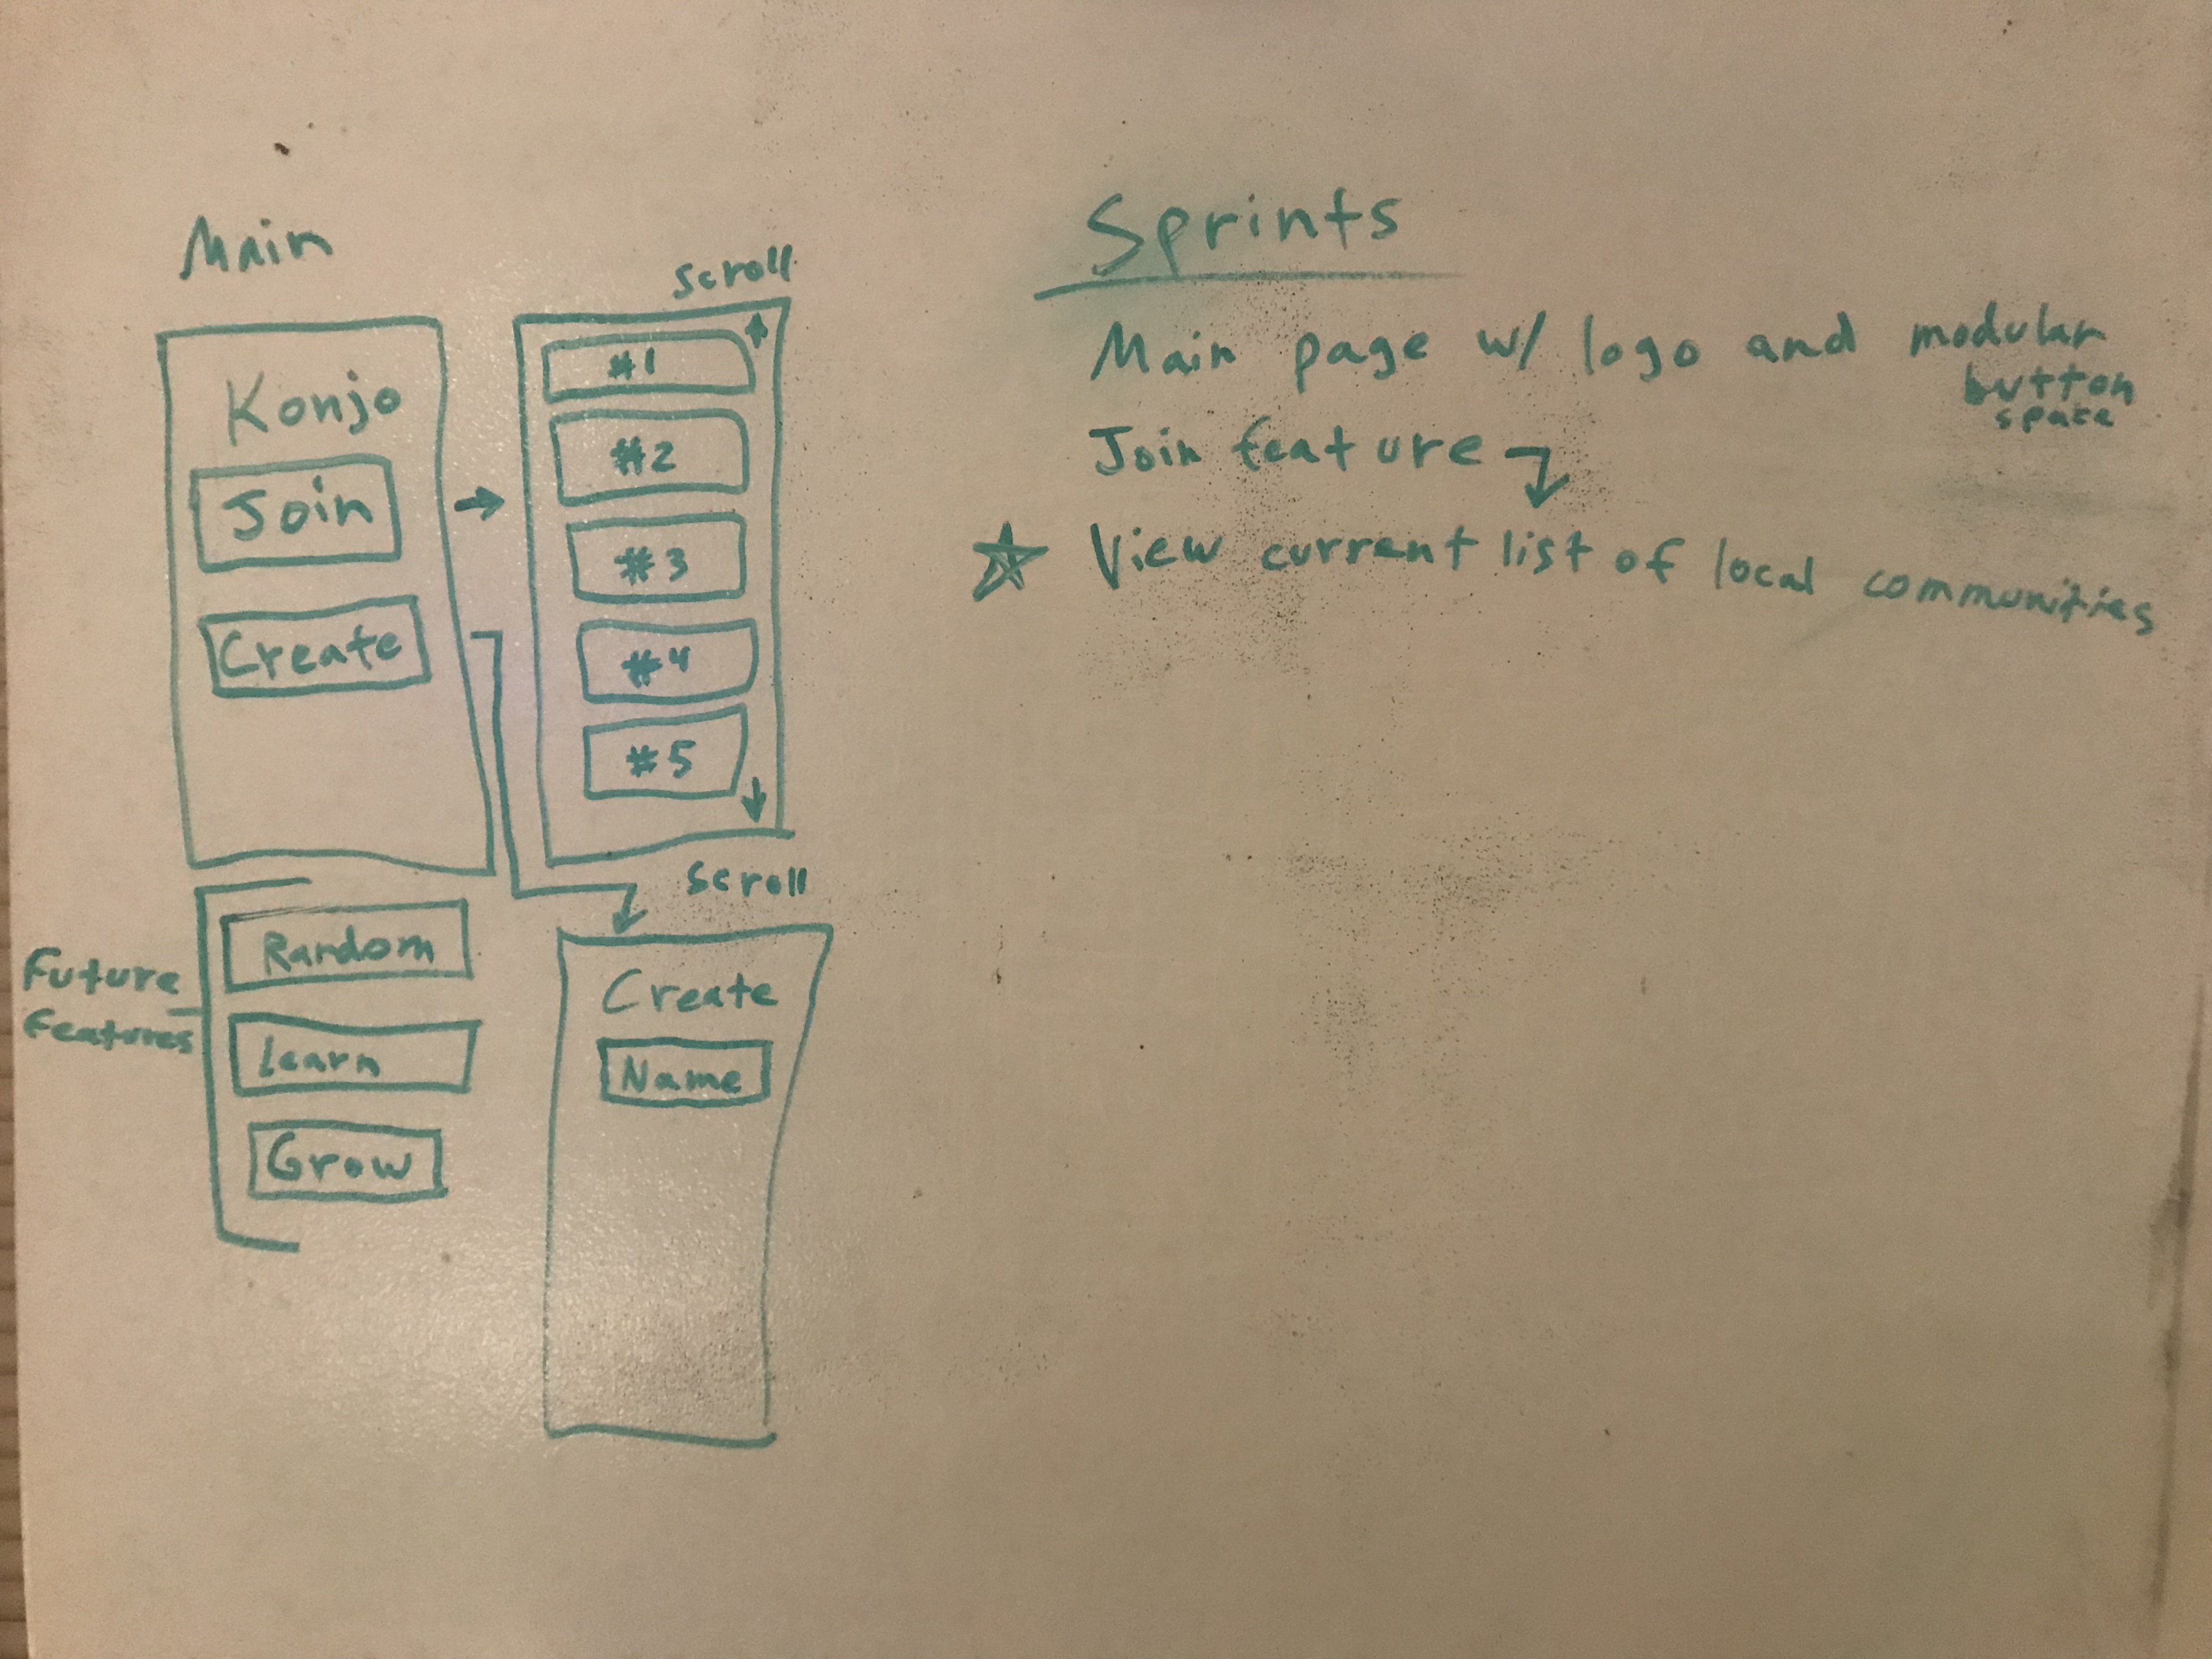 Main
Konjo
Join
Create
scroll
#1
#2
#3
#4
#5
scroll
Future
Features
Random
Learn
Grow
Create
Name
Sprints
Main page w/ logo and modular
button
space
Join feature
View current list of local communities